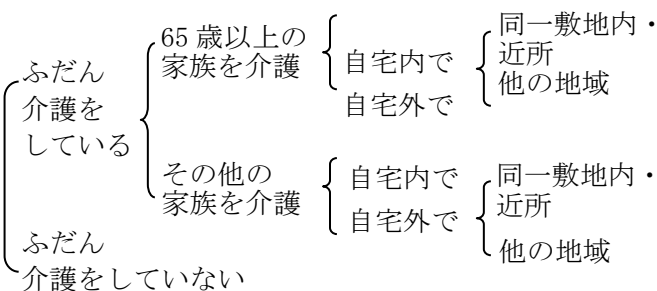 ふだん
介護を
している
65 歳以上の
家族を介護
自宅内で
自宅外で
同一敷地内・
近所
他の地域
その他の
家族を介護
自宅内で
自宅外で
同一敷地内・
近所
他の地域
ふだん
介護をしていない